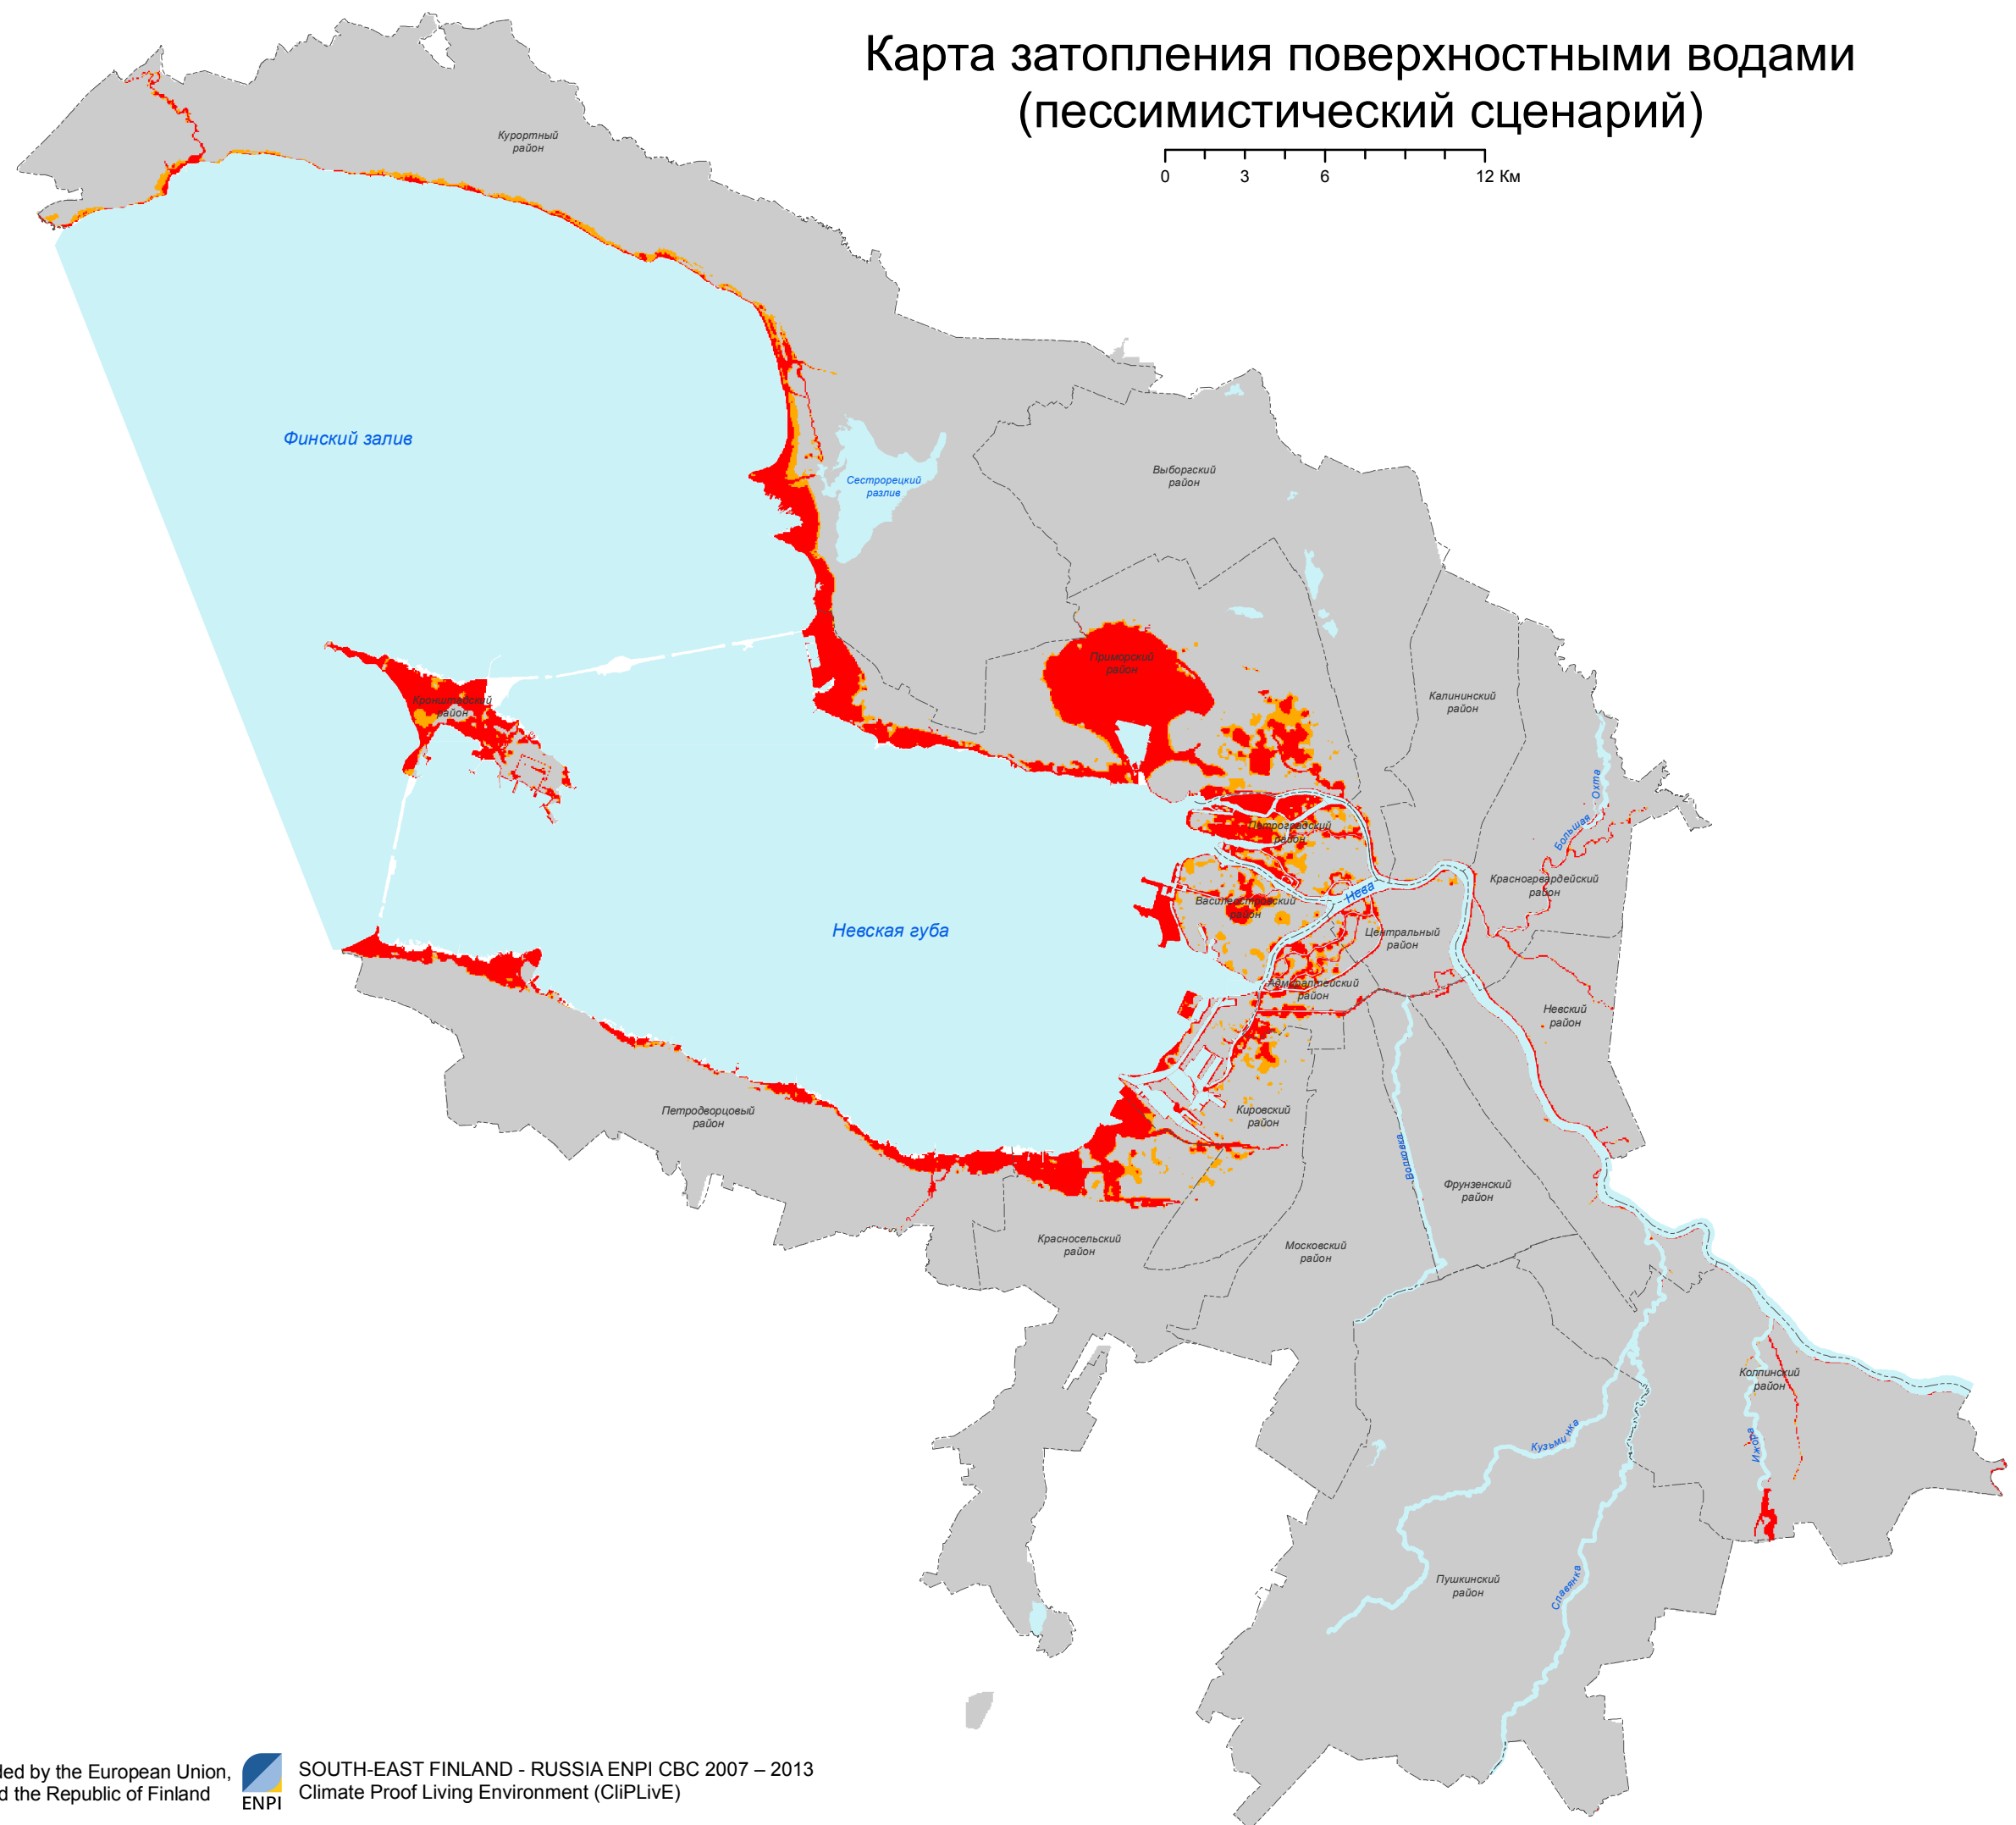 Карта затопления поверхностными водами
(пессимистический сценарий)
0 3 6 12 Км
Курортный
район
Финский залив
Сестрорецкий
разлив
Выборгский
район
Приморский
район
Кронштадский
район
Калининский
район
Большая Охта
Петроградский
район
Нева
Красногвардейский
район
Василеостровский
район
Невская губа
Центральный
район
Адмиралтейский
район
Невский
район
Петродворцовый
район
Кировский
район
Волковка
Фрунзенский
район
Красносельский
район
Московский
район
Колпинский
район
Кузьминка
Ижора
Пушкинский
район
Славянка
ded by the European Union,
d the Republic of Finland
ENPI
SOUTH-EAST FINLAND - RUSSIA ENPI CBC 2007 – 2013
Climate Proof Living Environment (CliPLivE)